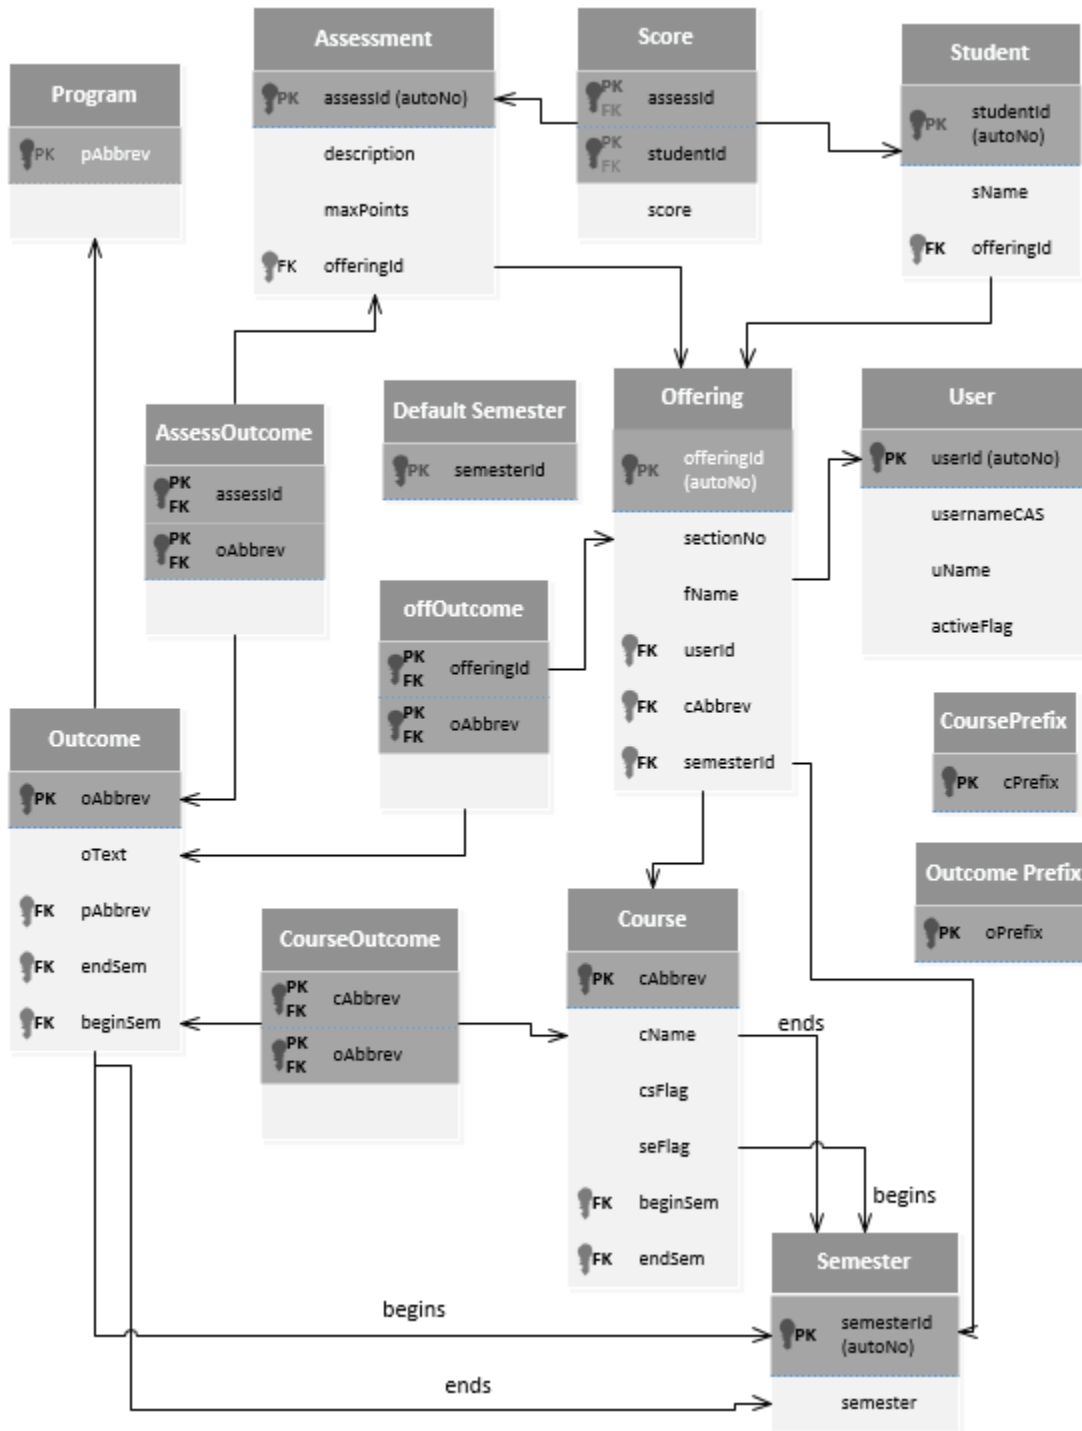 Program
PK pAbbrev
Assessment
PK assessId (autoNo)
description
maxPoints
FK offeringId
Score
PK FK assessId
PK FK studentId
score
Student
PK studentId
(autoNo)
sName
FK offeringId
AssessOutcome
PK FK assessId
PK FK oAbbrev
Default Semester
PK semesterId
Offering
PK offeringId
(autoNo)
sectionNo
fName
FK userId
FK cAbbrev
FK semesterId
User
PK userId (autoNo)
usernameCAS
uName
activeFlag
offOutcome
PK FK offeringId
PK FK oAbbrev
CoursePrefix
PK cPrefix
Outcome Prefix
PK oPrefix
Outcome
PK oAbbrev
oText
FK pAbbrev
FK endSem
FK beginSem
CourseOutcome
PK FK cAbbrev
PK FK oAbbrev
Course
PK cAbbrev
cName
csFlag
seFlag
FK beginSem
FK endSem
ends
begins
Semester
PK semesterId
(autoNo)
semester
begins
ends